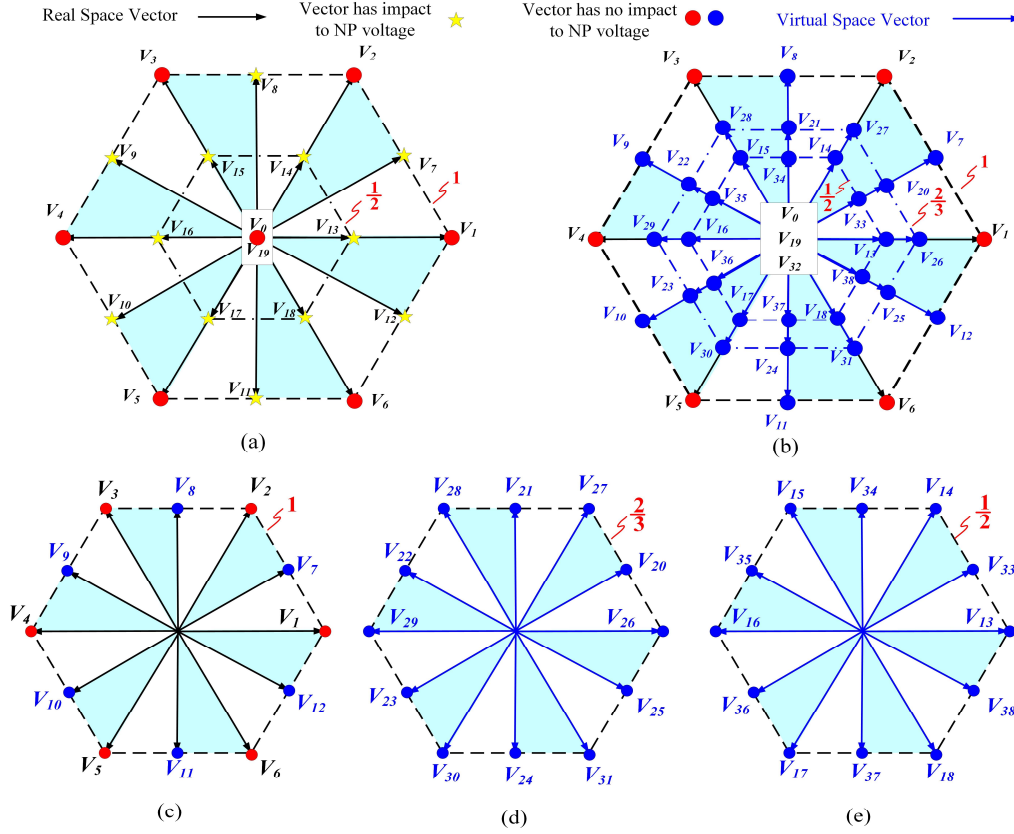 Real Space Vector
Vector has impact to NP voltage
Vector has no impact to NP voltage
Virtual Space Vector
V3
V2
V8
V9
V15
V14
V7
1
1/2
V4
V16
V0
V19
V13
V1
V10
V17
V18
V12
V5
V11
V6
(a)
V8
V3
V2
V28
V21
V27
V9
V15
V14
V7
V34
V22
V35
1/2
V20
1
2/3
V0
V33
V4
V29
V16
V19
V13
V26
V1
V32
V36
V38
V23
V17
V37
V18
V25
V10
V12
V30
V24
V31
V5
V11
V6
(b)
V3
V8
V2
1
V9
V7
V4
V1
V10
V12
V5
V11
V6
(c)
V28
V21
V27
2/3
V22
V20
V29
V26
V23
V25
V30
V24
V31
(d)
V15
V34
V14
1/2
V35
V33
V16
V13
V36
V38
V17
V37
V18
(e)